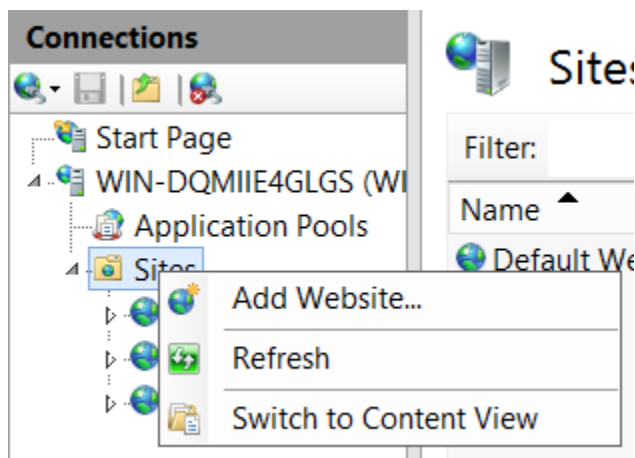 Connections
Start Page
WIN-DQMIIE4GLGS (WI
Application Pools
Sites
Add Website...
Refresh
Switch to Content View
Sites
Filter:
Name
Default We